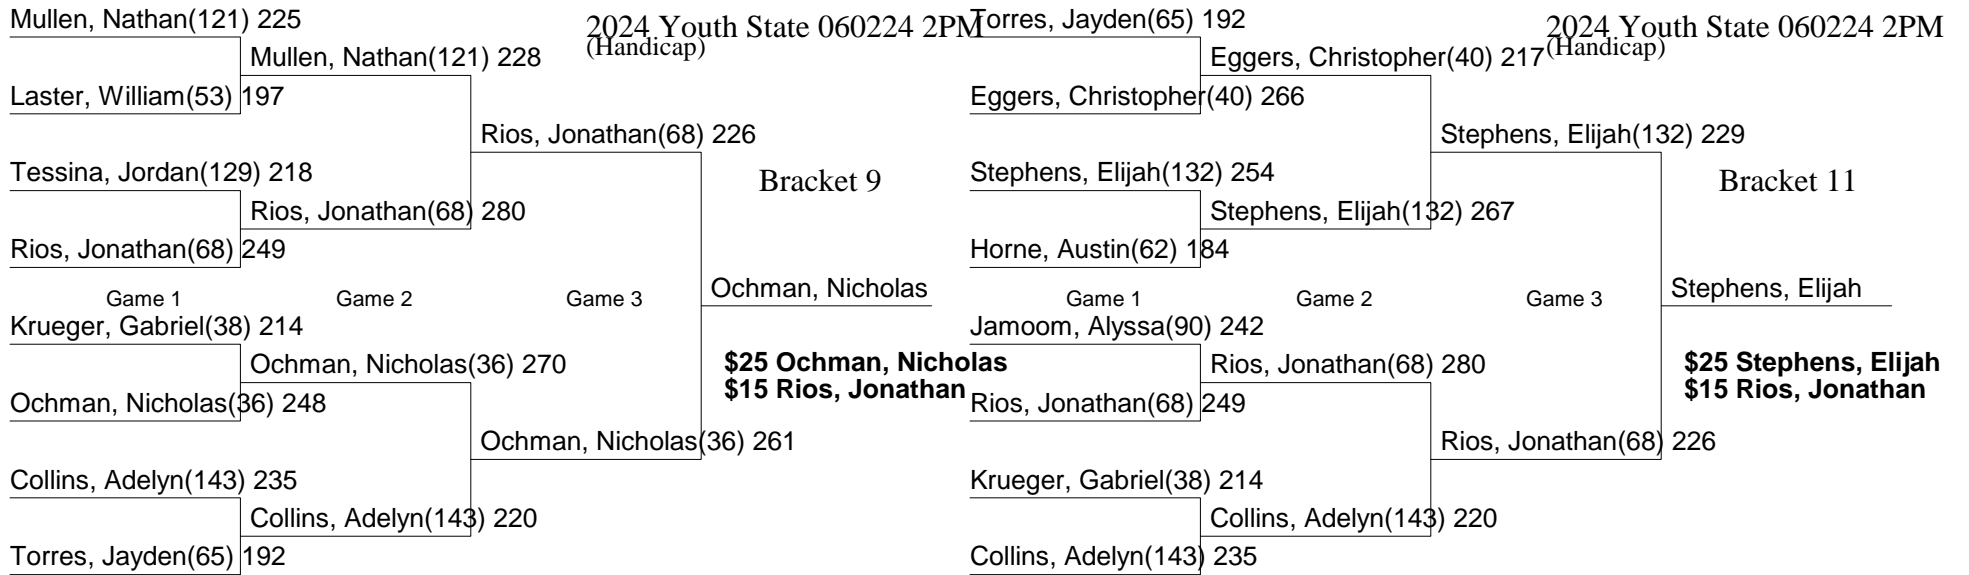 Mullen, Nathan(121) 225
2024 Youth State 060224 2PM
(Handicap)
Mullen, Nathan(121) 228
Laster, William(53) 197
Rios, Jonathan(68) 226
Tessina, Jordan(129) 218
Bracket 9
Rios, Jonathan(68) 280
Rios, Jonathan(68) 249
Ochman, Nicholas
Game 1
Game 2
Game 3
Krueger, Gabriel(38) 214
Ochman, Nicholas(36) 270
$25 Ochman, Nicholas
$15 Rios, Jonathan
Ochman, Nicholas(36) 248
Ochman, Nicholas(36) 261
Collins, Adelyn(143) 235
Collins, Adelyn(143) 220
Torres, Jayden(65) 192
Torres, Jayden(65) 192
2024 Youth State 060224 2PM
(Handicap)
Eggers, Christopher(40) 217
Eggers, Christopher(40) 266
Stephens, Elijah(132) 229
Stephens, Elijah(132) 254
Bracket 11
Stephens, Elijah(132) 267
Horne, Austin(62) 184
Stephens, Elijah
Game 1
Game 2
Game 3
Jamoom, Alyssa(90) 242
Rios, Jonathan(68) 280
$25 Stephens, Elijah
$15 Rios, Jonathan
Rios, Jonathan(68) 249
Rios, Jonathan(68) 226
Krueger, Gabriel(38) 214
Collins, Adelyn(143) 220
Collins, Adelyn(143) 235